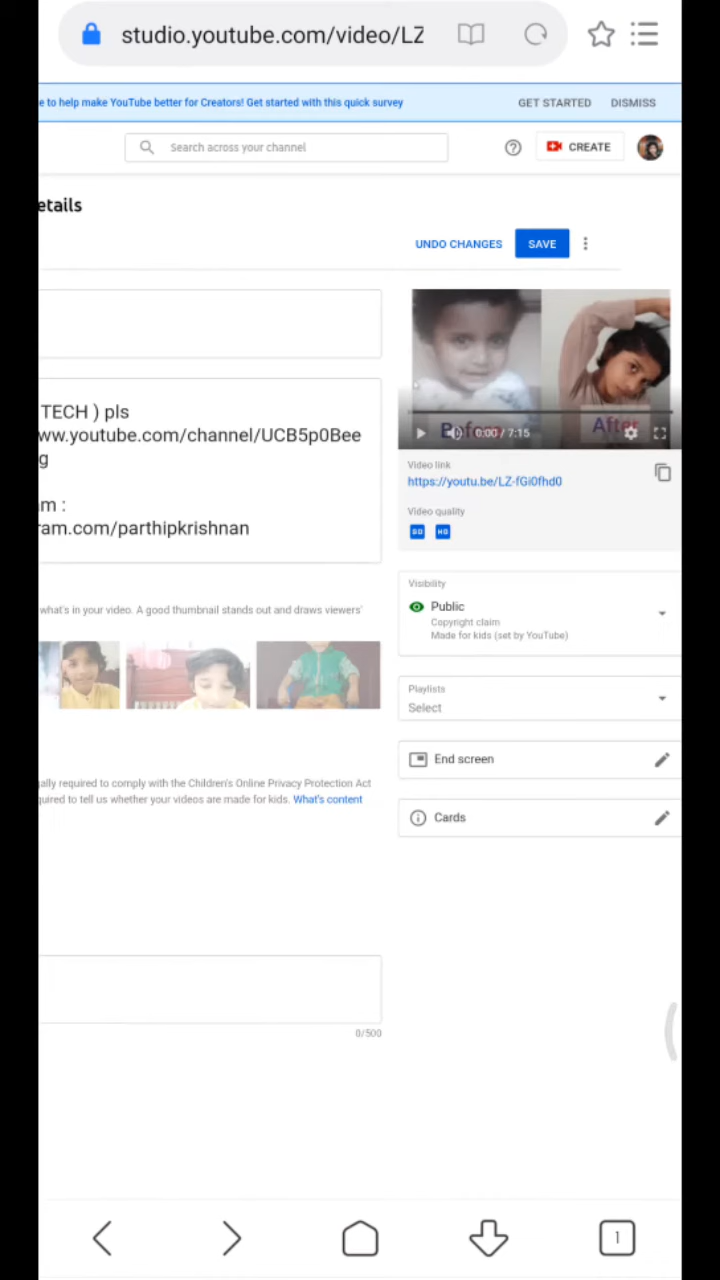 studio.youtube.com/video/LZ
e to help make YouTube better for Creators! Get started with this quick survey
GET STARTED
DISMISS
Search across your channel
CREATE
etails
UNDO CHANGES
SAVE
TECH ) pls
ww.youtube.com/channel/UCB5p0Bee
g
am :
ram.com/parthipkrishnan
Before
After
0:00 / 7:15
Video link
https://youtu.be/LZ-fGi0fhd0
Video quality
SD HD
what's in your video. A good thumbnail stands out and draws viewers'
Visibility
Public
Copyright claim
Made for kids (set by YouTube)
Playlists
Select
End screen
Cards
gally required to comply with the Children's Online Privacy Protection Act
quired to tell us whether your videos are made for kids. What's content
0/500
1